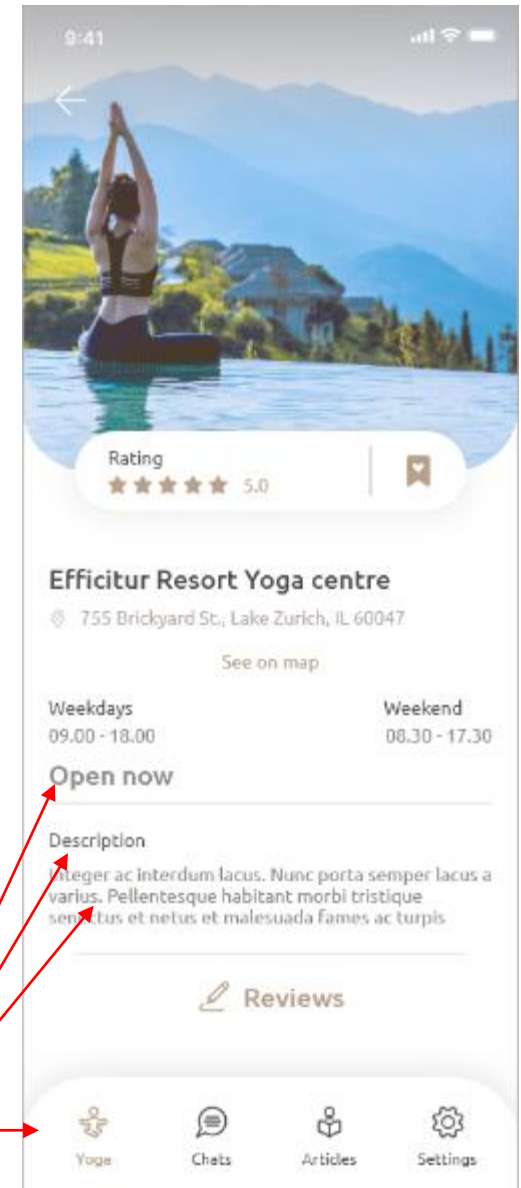 9:41
Rating
5.0
Efficitur Resort Yoga centre
755 Brickyard St., Lake Zurich, IL 60047
See on map
Weekdays Weekend
09.00 - 18.00 08.30 - 17.30
Open now
Description
Integer ac interdum lacus. Nunc porta semper lacus a
varius. Pellentesque habitant morbi tristique
senectus et netus et malesuada fames ac turpis
Reviews
Yoga Chats Articles Settings